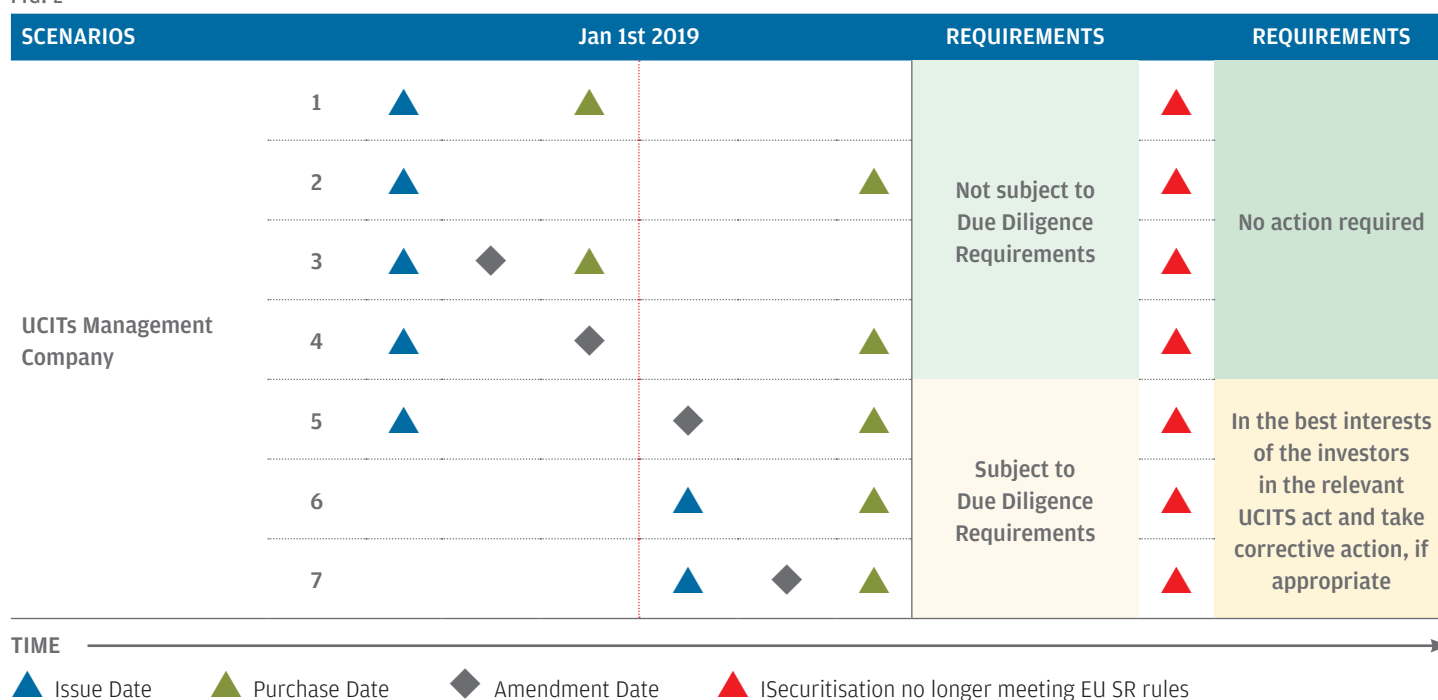 SCENARIOS Jan 1st 2019 REQUIREMENTS REQUIREMENTS
1
2
3
4
5
6
7
UCITs Management
Company
Not subject to
Due Diligence
Requirements
No action required
Subject to
Due Diligence
Requirements
In the best interests
of the investors
in the relevant
UCITS act and take
corrective action, if
appropriate
TIME
Issue Date Purchase Date Amendment Date ISecuritisation no longer meeting EU SR rules